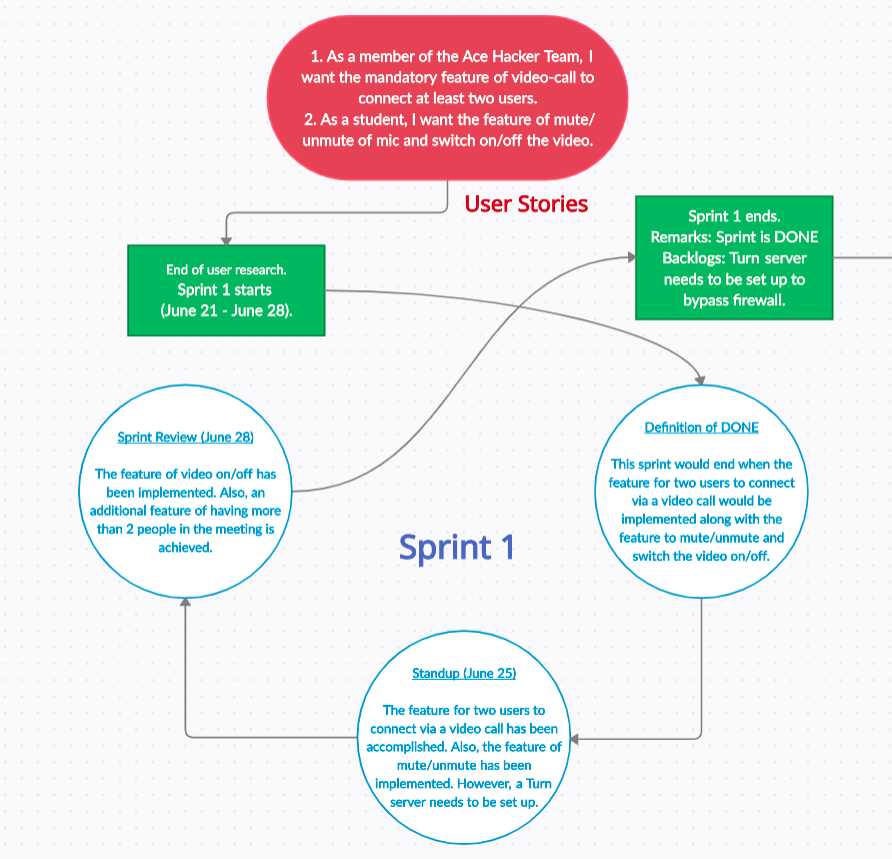 1. As a member of the Ace Hacker Team, I
want the mandatory feature of video-call to
connect at least two users.
2. As a student, I want the feature of mute/
unmute of mic and switch on/off the video.
User Stories
End of user research.
Sprint 1 starts
(June 21 - June 28).
Sprint 1 ends.
Remarks: Sprint is DONE
Backlogs: Turn server
needs to be set up to
bypass firewall.
Definition of DONE
This sprint would end when the
feature for two users to connect
via a video call would be
implemented along with the
feature to mute/unmute and
switch the video on/off.
Standup (June 25)
The feature for two users to
connect via a video call has been
accomplished. Also, the feature of
mute/unmute has been
implemented. However, a Turn
server needs to be set up.
Sprint Review (June 28)
The feature of video on/off has
been implemented. Also, an
additional feature of having more
than 2 people in the meeting is
achieved.
Sprint 1